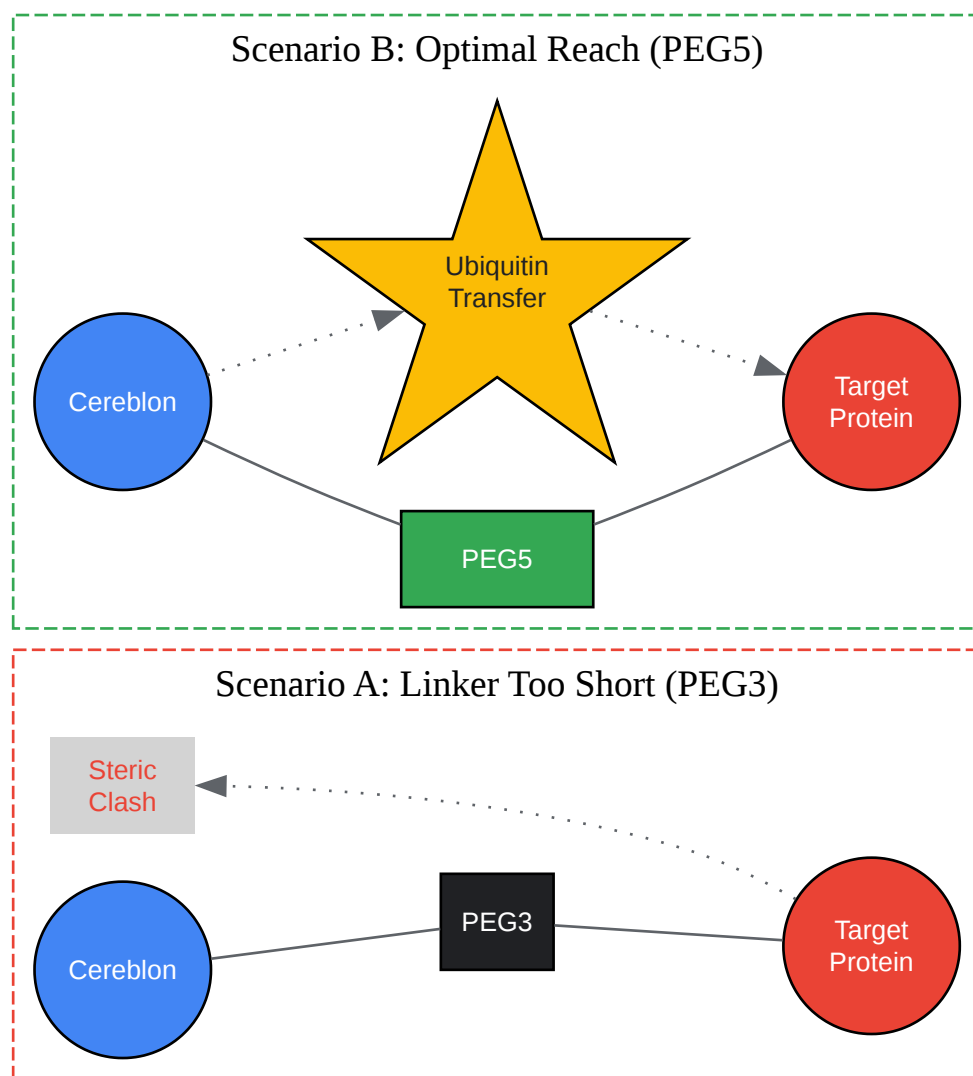 Scenario B: Optimal Reach (PEG5)
Ubiquitin
Transfer
Cereblon
Target
Protein
PEG5
Scenario A: Linker Too Short (PEG3)
Steric
Clash
PEG3
Cereblon
Target
Protein